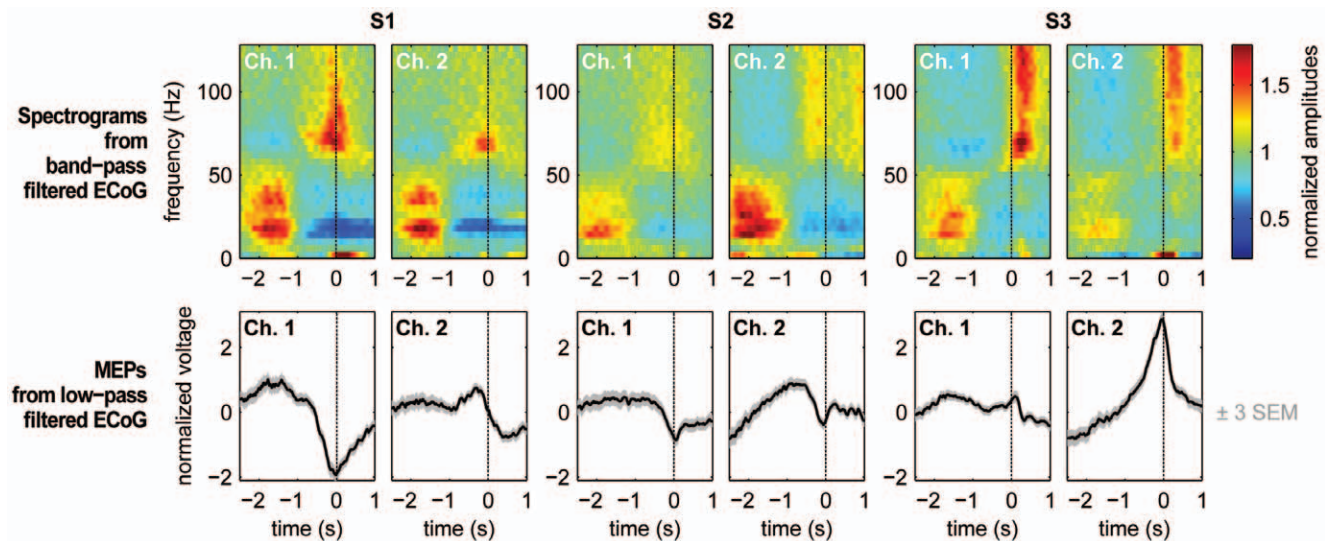 S1 S2 S3
Ch. 1 Ch. 2 Ch. 1 Ch. 2 Ch. 1 Ch. 2
Spectrograms
from
band−pass
filtered ECoG
frequency (Hz)
100
50
0
100
50
0
100
50
0
−2 −1 0 1 −2 −1 0 1 −2 −1 0 1 −2 −1 0 1 −2 −1 0 1 −2 −1 0 1
1.5
1
0.5
normalized amplitudes
MEPs
from low−pass
filtered ECoG
normalized voltage
Ch. 1 Ch. 2 Ch. 1 Ch. 2 Ch. 1 Ch. 2
2
0
−2
2
0
−2
2
0
−2
± 3 SEM
−2 −1 0 1 −2 −1 0 1 −2 −1 0 1 −2 −1 0 1 −2 −1 0 1 −2 −1 0 1
time (s) time (s) time (s) time (s) time (s) time (s)